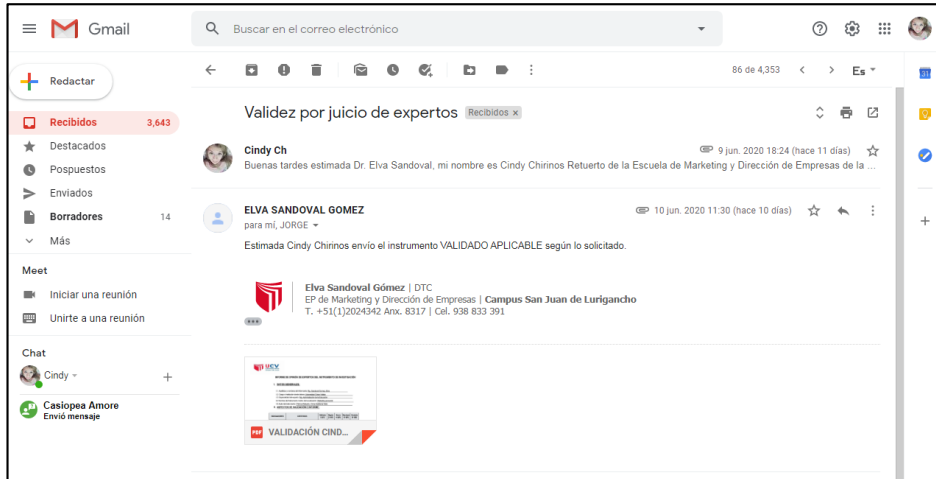 Gmail
Buscar en el correo electrónico
Redactar
86 de 4,353
Es
31
Recibidos 3,643
Destacados
Pospuestos
Enviados
Borradores 14
Más
Meet
Iniciar una reunión
Unirte a una reunión
Chat
Cindy
Casiopea Amore
Envió mensaje
Validez por juicio de expertos Recibidos x
Cindy Ch 9 jun. 2020 18:24 (hace 11 días)
Buenas tardes estimada Dr. Elva Sandoval, mi nombre es Cindy Chirinos Retuerto de la Escuela de Marketing y Dirección de Empresas de la ...
ELVA SANDOVAL GOMEZ 10 jun. 2020 11:30 (hace 10 días)
para mí, JORGE
Estimada Cindy Chirinos envío el instrumento VALIDADO APLICABLE según lo solicitado.
Elva Sandoval Gómez | DTC
EP de Marketing y Dirección de Empresas | Campus San Juan de Lurigancho
T. +51(1)2024342 Anx. 8317 | Cel. 938 833 391
UCV
PDF VALIDACIÓN CIND...